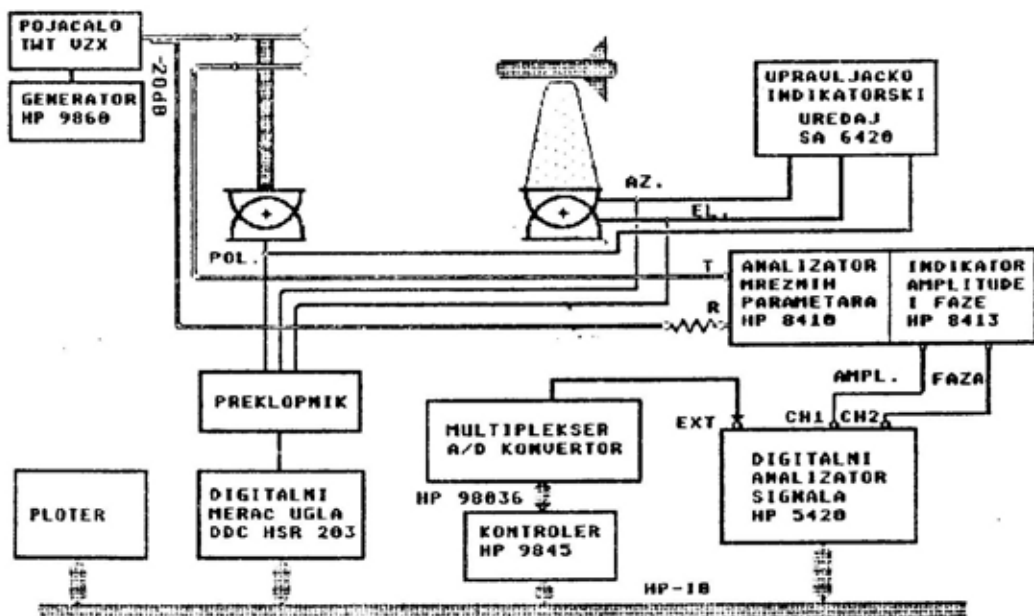 POJACALO
TWT VZX
-20dB
GENERATOR
HP 9860
UPRAVLJACKO
INDIKATORSKI
UREDAJ
SA 6420
AZ.
EL.
POL.
T
R
ANALIZATOR
MREZNIH
PARAMETARA
HP 8410
INDIKATOR
AMPLITUDE
I FAZE
HP 8413
AMPL.
FAZA
PREKLOPNIK
MULTIPLEKSER
A/D KONVERTOR
EXT
CH1
CH2
PLOTER
DIGITALNI
MERAC UGLA
DDC HSR 203
HP 98036
KONTROLER
HP 9845
DIGITALNI
ANALIZATOR
SIGNALA
HP 5420
HP-IB